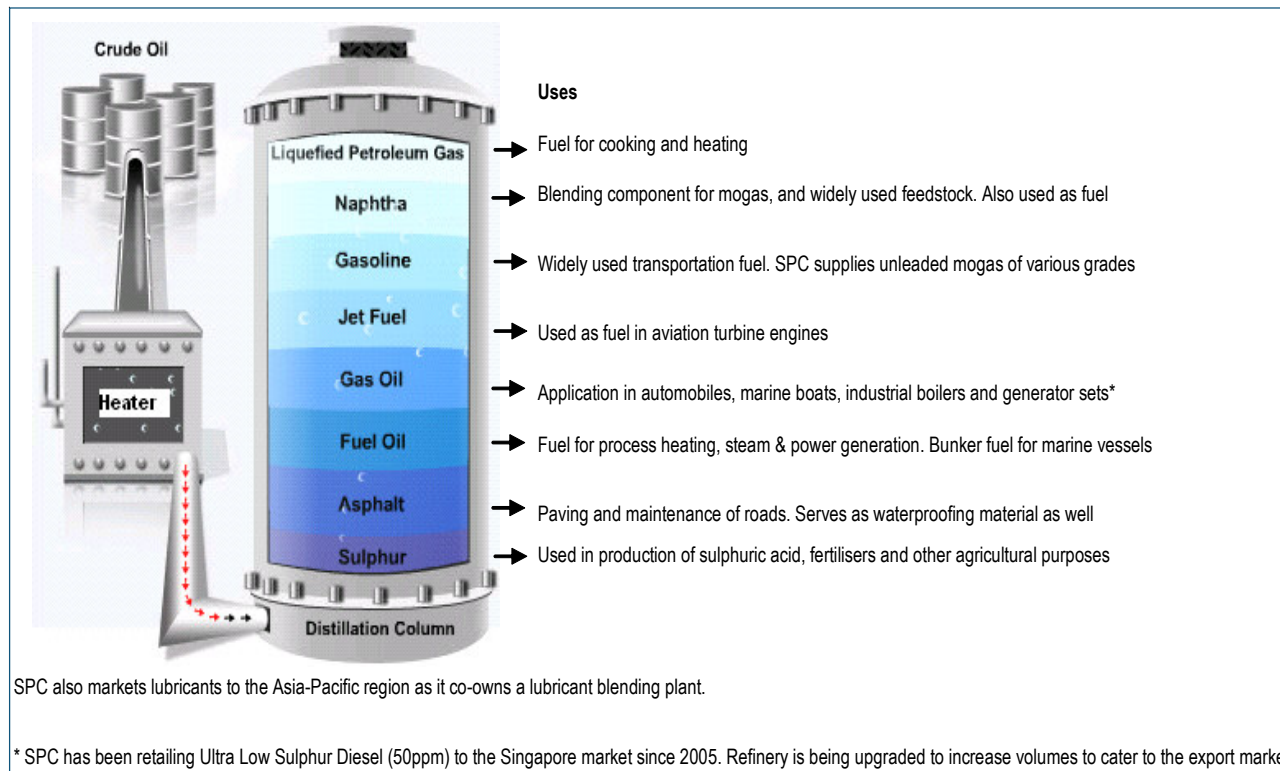 Crude Oil
Uses
Liquefied Petroleum Gas
Fuel for cooking and heating
Naphtha
Blending component for mogas, and widely used feedstock. Also used as fuel
Gasoline
Widely used transportation fuel. SPC supplies unleaded mogas of various grades
Jet Fuel
Used as fuel in aviation turbine engines
Gas Oil
Application in automobiles, marine boats, industrial boilers and generator sets*
Heater
Fuel Oil
Fuel for process heating, steam & power generation. Bunker fuel for marine vessels
Asphalt
Paving and maintenance of roads. Serves as waterproofing material as well
Sulphur
Used in production of sulphuric acid, fertilisers and other agricultural purposes
Distillation Column
SPC also markets lubricants to the Asia-Pacific region as it co-owns a lubricant blending plant.
* SPC has been retailing Ultra Low Sulphur Diesel (50ppm) to the Singapore market since 2005. Refinery is being upgraded to increase volumes to cater to the export marke